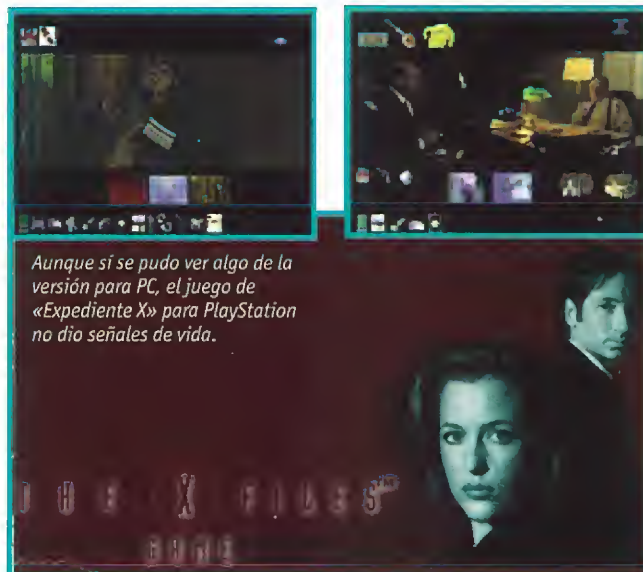 Aunque sí se pudo ver algo de la
versión para PC, el juego de
«Expediente X» para PlayStation
no dio señales de vida.
THE X FILES™
GAME